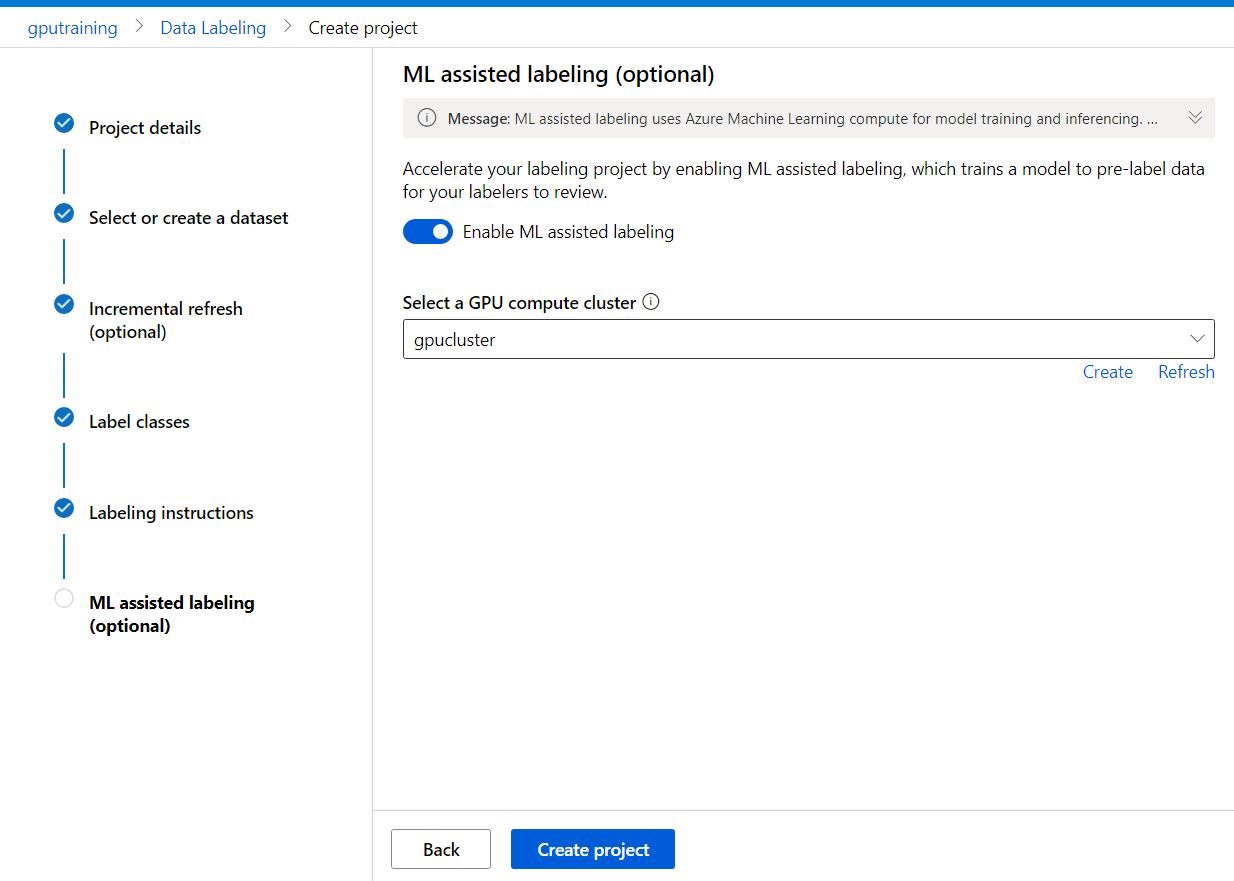 gputraining > Data Labeling > Create project
Project details
Select or create a dataset
Incremental refresh
(optional)
Label classes
Labeling instructions
ML assisted labeling
(optional)
ML assisted labeling (optional)
Message: ML assisted labeling uses Azure Machine Learning compute for model training and inferencing. ...
Accelerate your labeling project by enabling ML assisted labeling, which trains a model to pre-label data
for your labelers to review.
Enable ML assisted labeling
Select a GPU compute cluster
gpucluster
Create Refresh
Back Create project